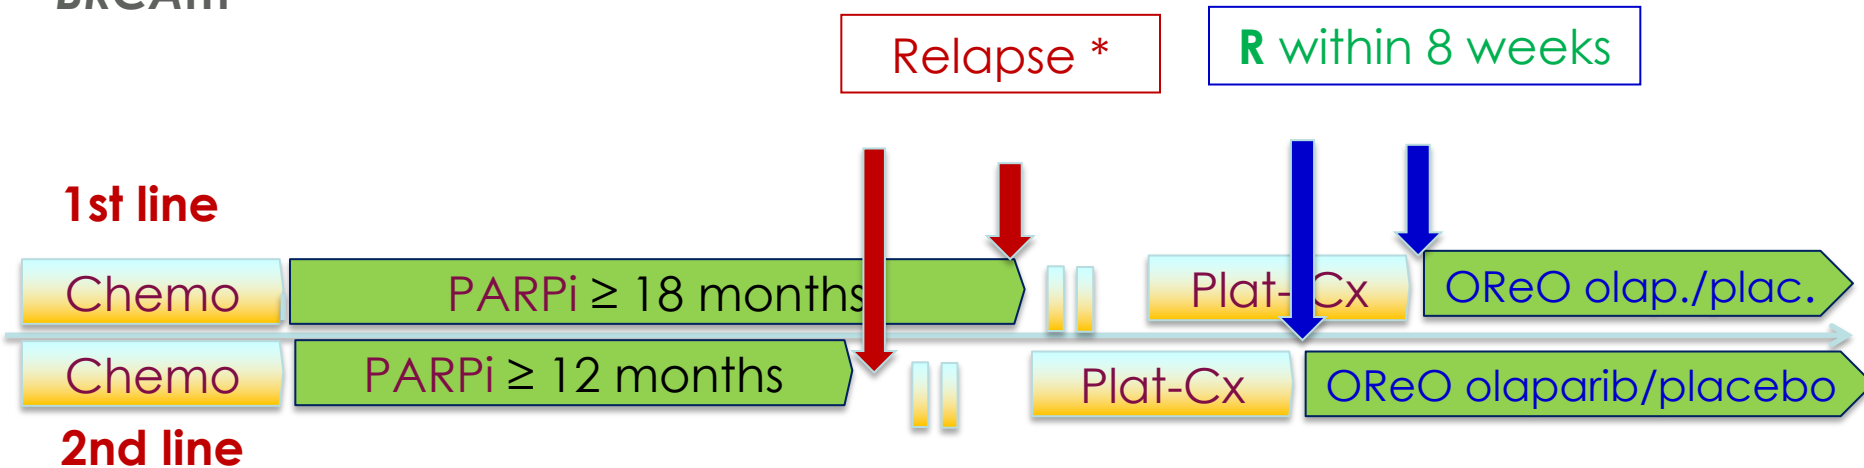 BRCAm
Relapse *
R within 8 weeks
1st line
Chemo
PARPi ≥ 18 months
Plat-Cx
OReO olap./plac.
Chemo
PARPi ≥ 12 months
Plat-Cx
OReO olaparib/placebo
2nd line